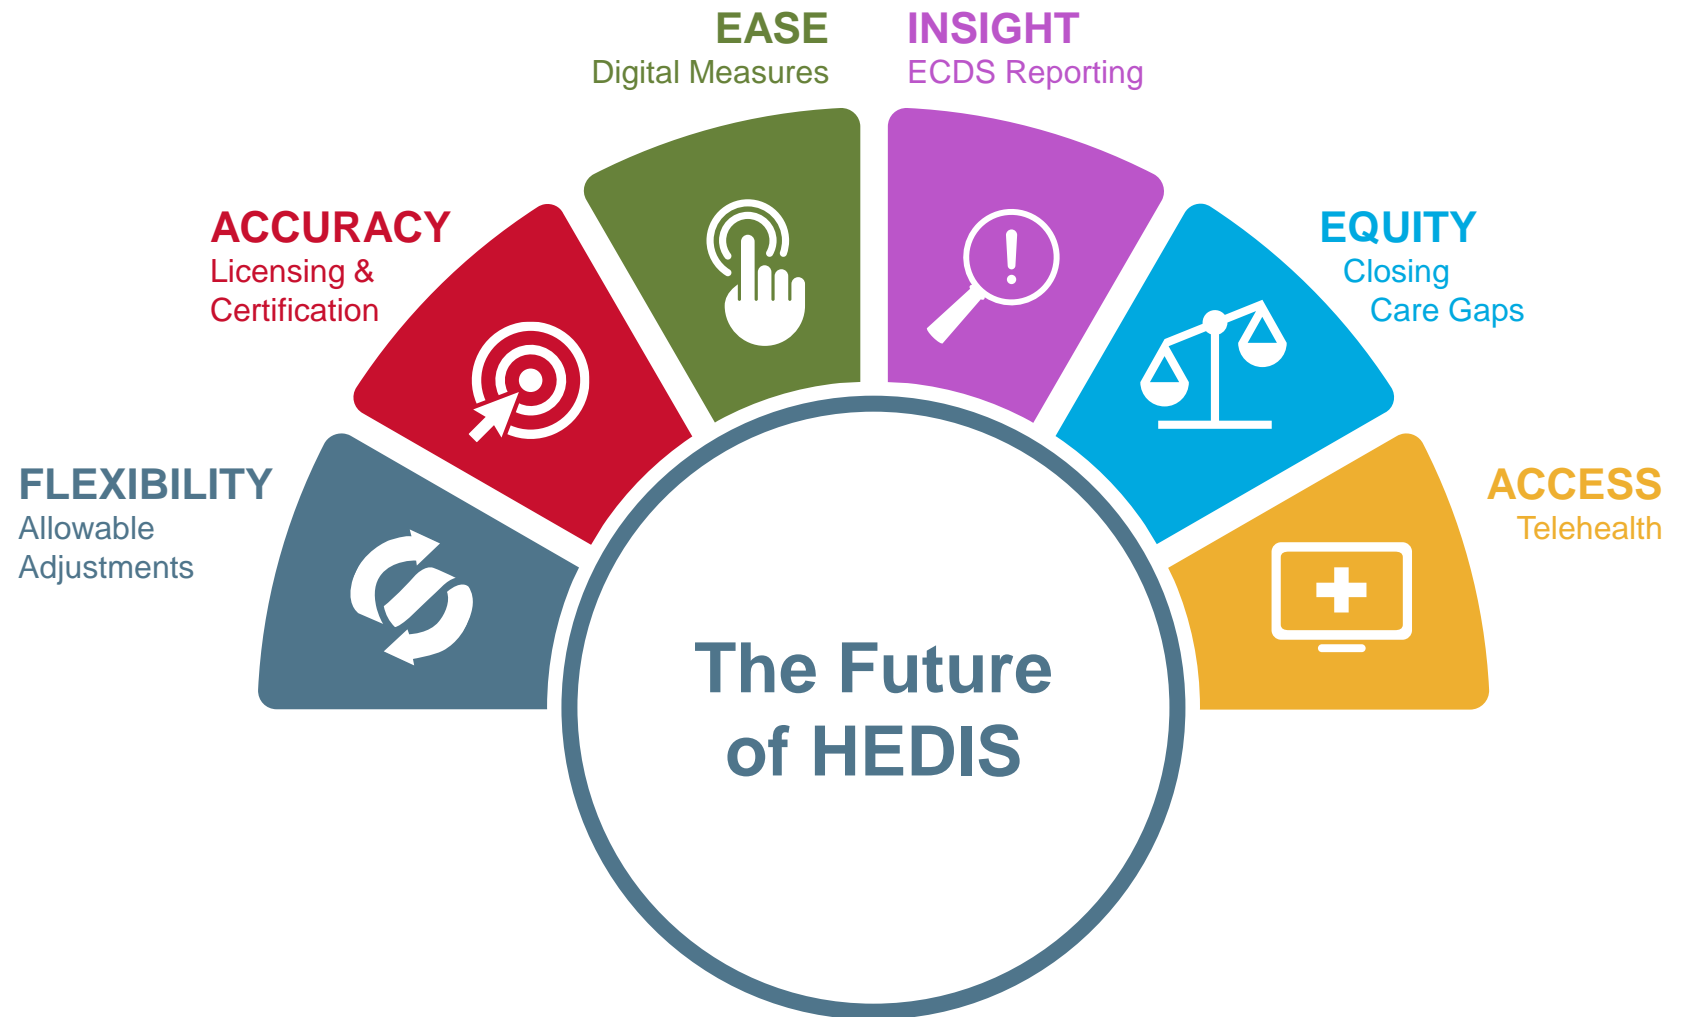 EASE
Digital Measures
INSIGHT
ECDS Reporting
ACCURACY
Licensing &
Certification
EQUITY
Closing
Care Gaps
FLEXIBILITY
Allowable
Adjustments
ACCESS
Telehealth
The Future
of HEDIS